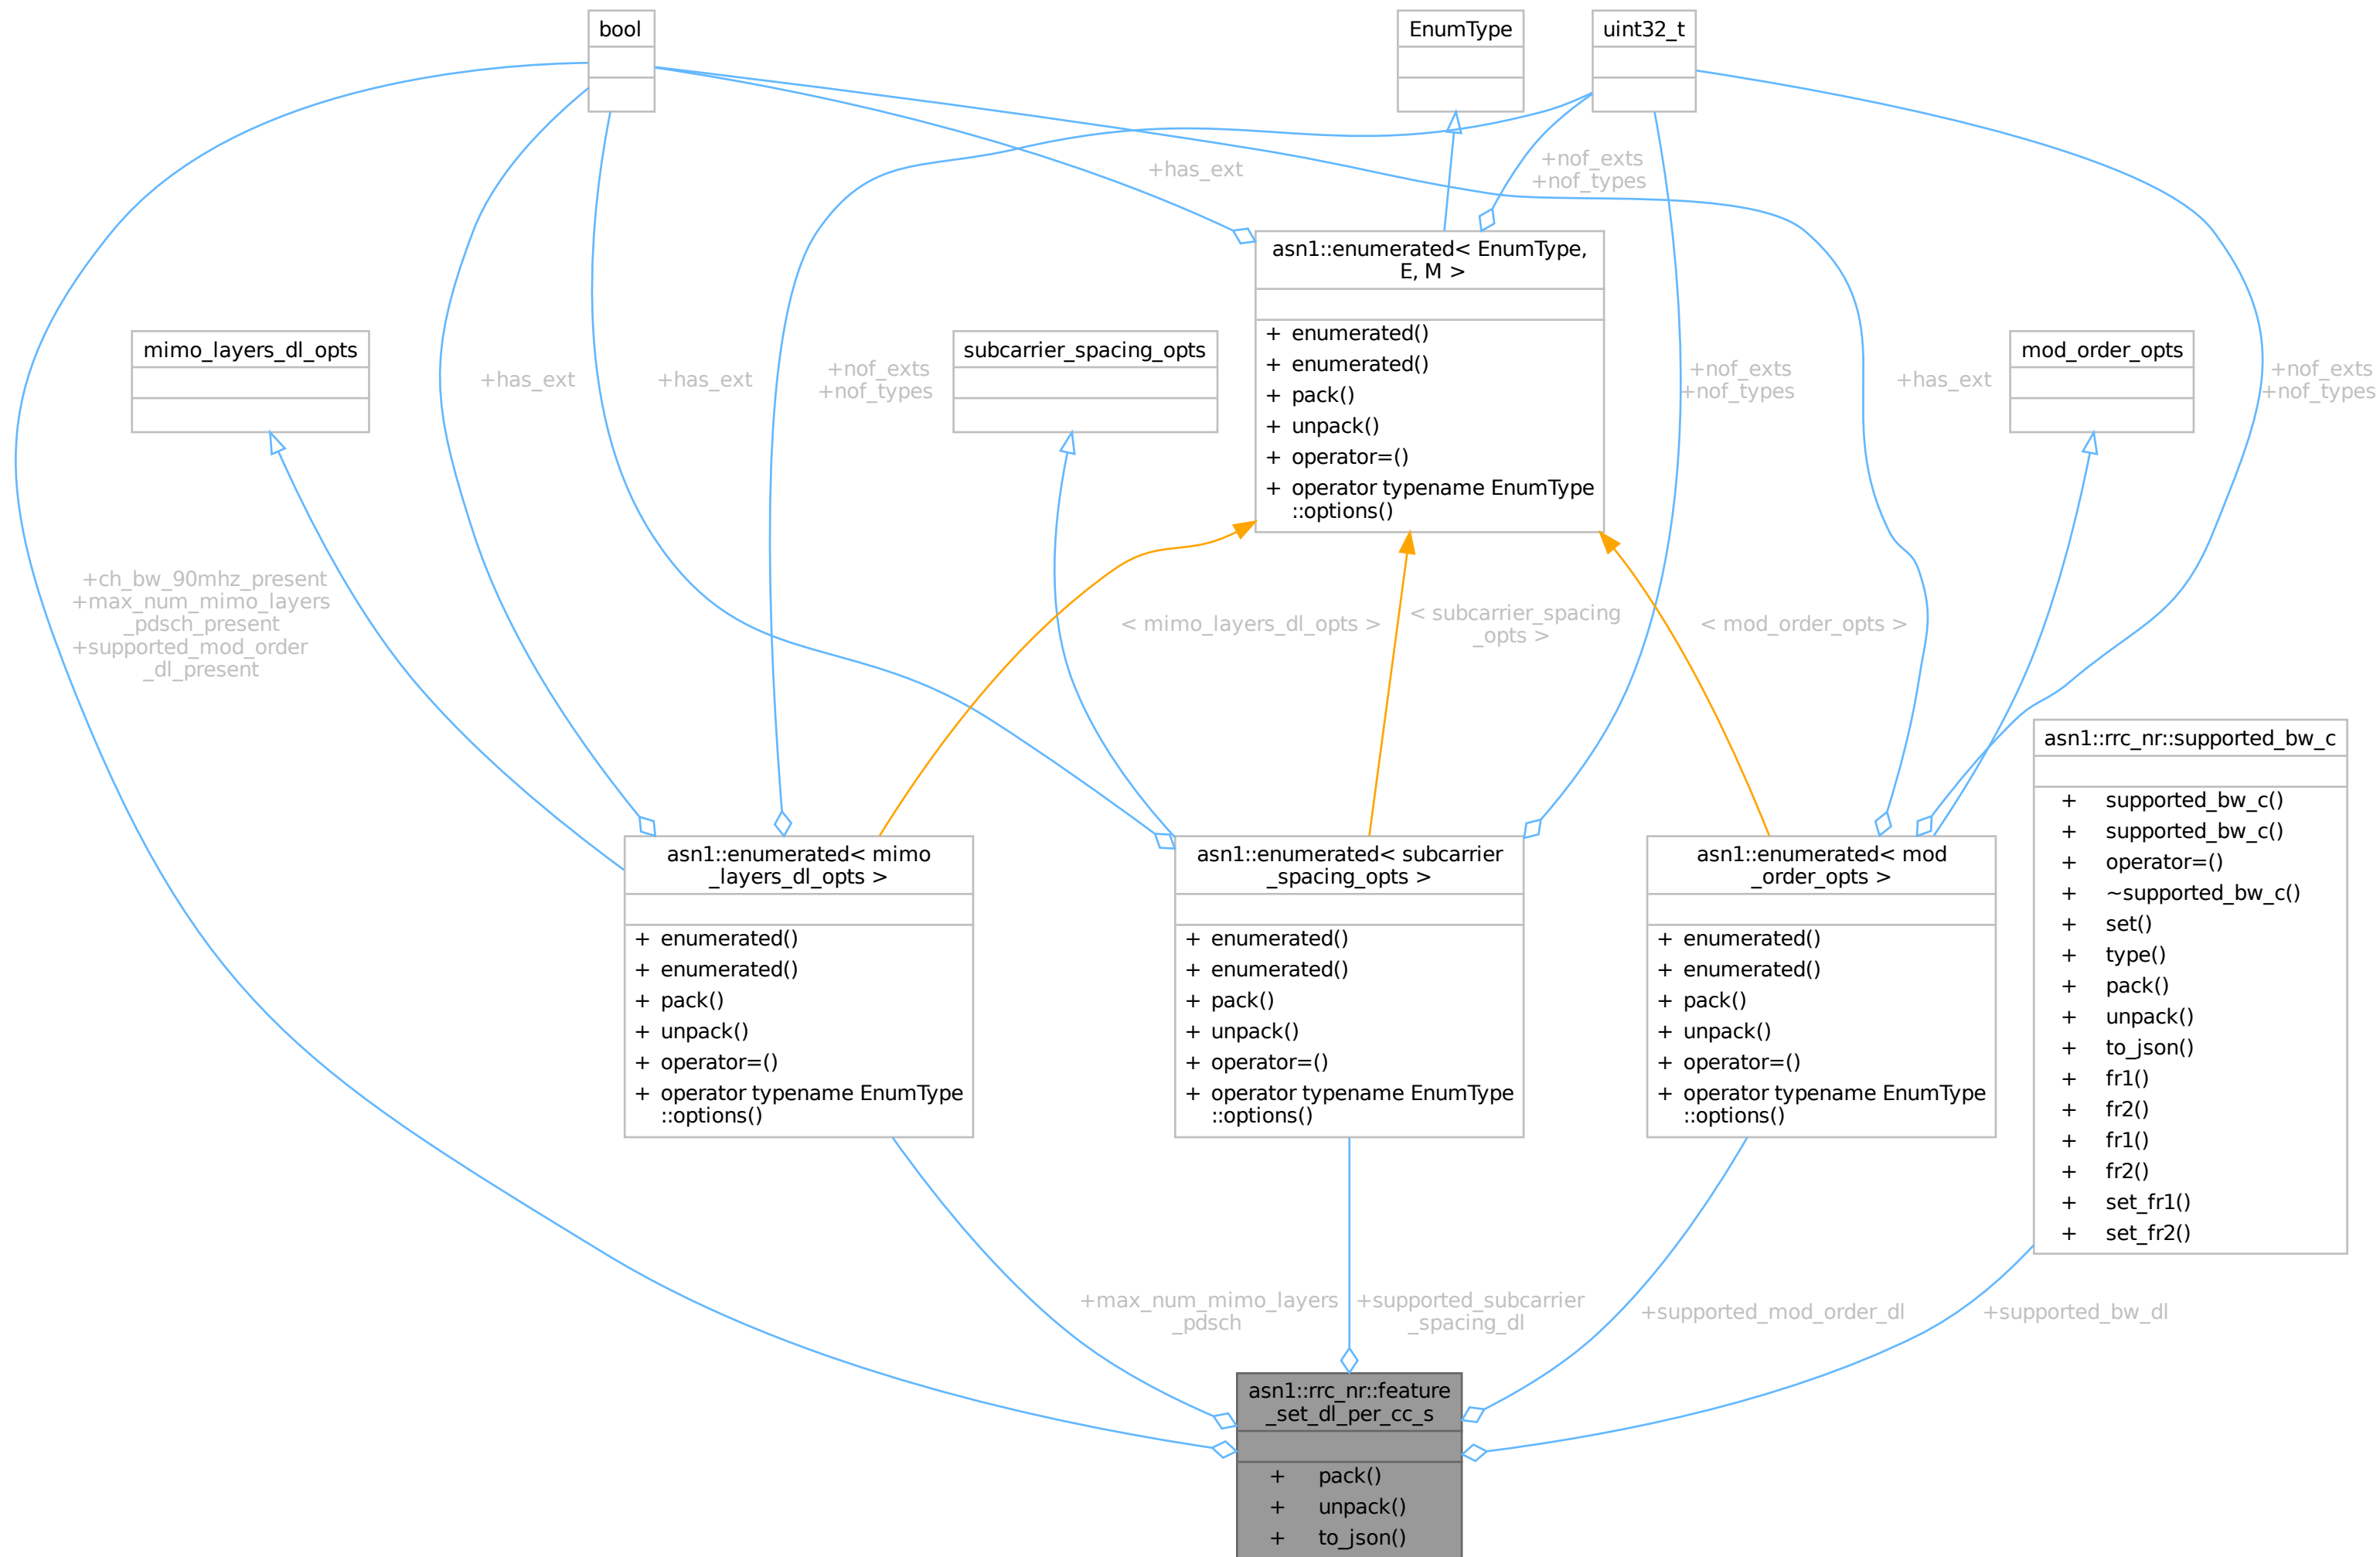 bool
EnumType
uint32_t
+has_ext
+nof_exts
+nof_types
asn1::enumerated< EnumType,
E, M >
+ enumerated()
+ enumerated()
+ pack()
+ unpack()
+ operator=()
+ operator typename EnumType
::options()
mimo_layers_dl_opts
subcarrier_spacing_opts
mod_order_opts
+has_ext
+has_ext
+nof_exts
+nof_types
+nof_exts
+nof_types
+has_ext
+nof_exts
+nof_types
+ch_bw_90mhz_present
+max_num_mimo_layers
_pdsch_present
+supported_mod_order
_dl_present
< mimo_layers_dl_opts >
< subcarrier_spacing
_opts >
< mod_order_opts >
asn1::enumerated< mimo
_layers_dl_opts >
+ enumerated()
+ enumerated()
+ pack()
+ unpack()
+ operator=()
+ operator typename EnumType
::options()
asn1::enumerated< subcarrier
_spacing_opts >
+ enumerated()
+ enumerated()
+ pack()
+ unpack()
+ operator=()
+ operator typename EnumType
::options()
asn1::enumerated< mod
_order_opts >
+ enumerated()
+ enumerated()
+ pack()
+ unpack()
+ operator=()
+ operator typename EnumType
::options()
asn1::rrc_nr::supported_bw_c
+ supported_bw_c()
+ supported_bw_c()
+ operator=()
+ ~supported_bw_c()
+ set()
+ type()
+ pack()
+ unpack()
+ to_json()
+ fr1()
+ fr2()
+ fr1()
+ fr2()
+ set_fr1()
+ set_fr2()
+max_num_mimo_layers
_pdsch
+supported_subcarrier
_spacing_dl
+supported_mod_order_dl
+supported_bw_dl
asn1::rrc_nr::feature
_set_dl_per_cc_s
+ pack()
+ unpack()
+ to_json()